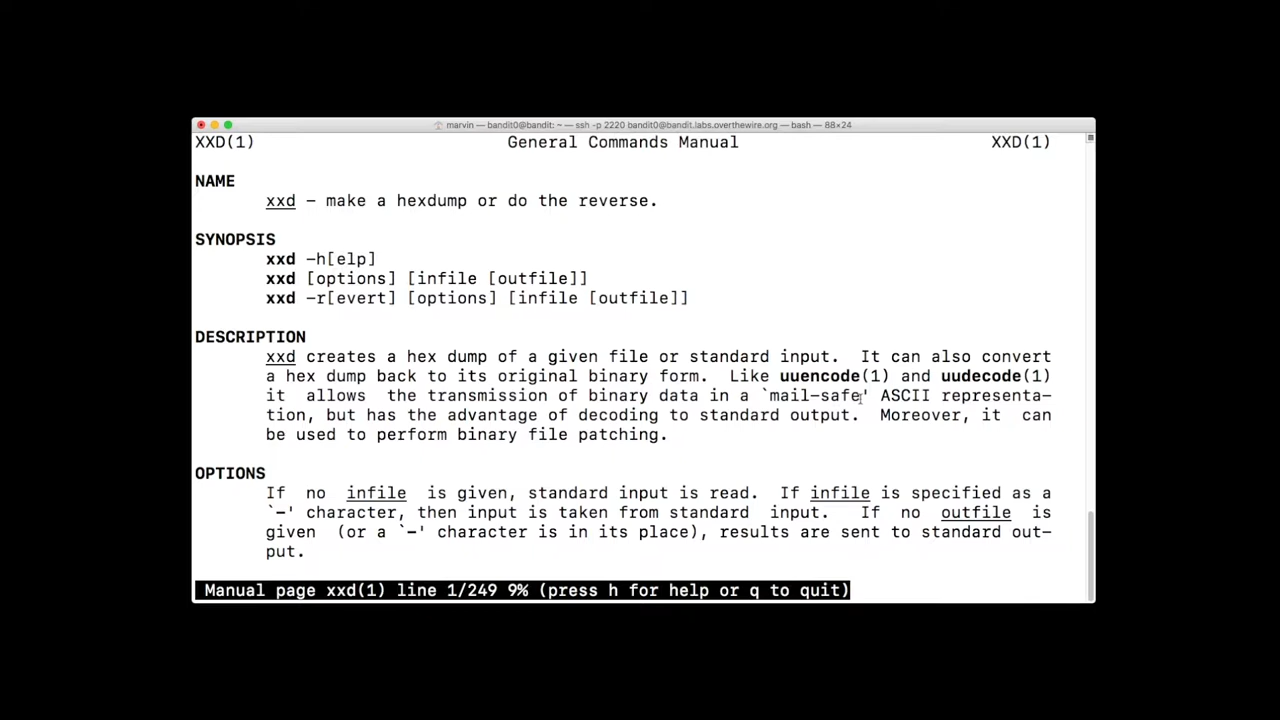 marvin — bandit0@bandit: ~ — ssh -p 2220 bandit0@bandit.labs.overthewire.org — bash — 88×24
XXD(1) General Commands Manual XXD(1)
NAME
xxd – make a hexdump or do the reverse.
SYNOPSIS
xxd –h[elp]
xxd [options] [infile [outfile]]
xxd –r[evert] [options] [infile [outfile]]
DESCRIPTION
xxd creates a hex dump of a given file or standard input. It can also convert
a hex dump back to its original binary form. Like uuencode(1) and uudecode(1)
it allows the transmission of binary data in a `mail-safe' ASCII representa–
tion, but has the advantage of decoding to standard output. Moreover, it can
be used to perform binary file patching.
OPTIONS
If no infile is given, standard input is read. If infile is specified as a
`–' character, then input is taken from standard input. If no outfile is
given (or a `–' character is in its place), results are sent to standard out–
put.
Manual page xxd(1) line 1/249 9% (press h for help or q to quit)